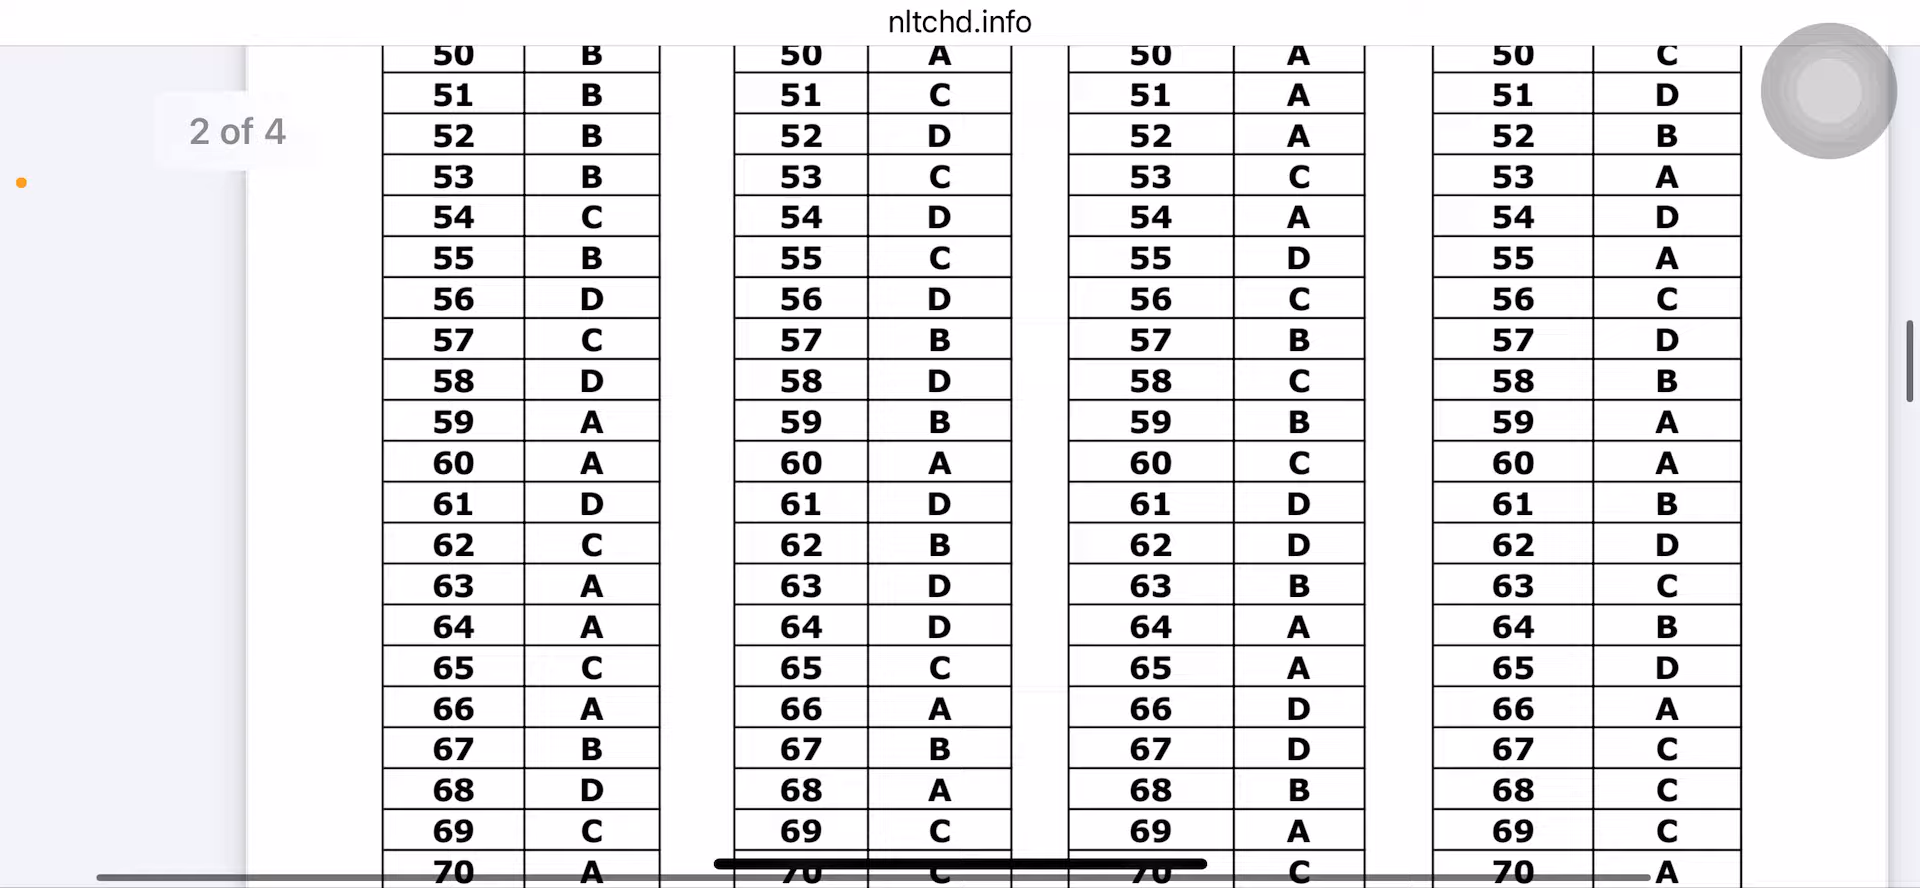 nltchd.info
50 B 50 A 50 A 50 C
51 B 51 C 51 A 51 D
2 of 4
52 B 52 D 52 A 52 B
53 B 53 C 53 C 53 A
54 C 54 D 54 A 54 D
55 B 55 C 55 D 55 A
56 D 56 D 56 C 56 C
57 C 57 B 57 B 57 D
58 D 58 D 58 C 58 B
59 A 59 B 59 B 59 A
60 A 60 A 60 C 60 A
61 D 61 D 61 D 61 B
62 C 62 B 62 D 62 D
63 A 63 D 63 B 63 C
64 A 64 D 64 A 64 B
65 C 65 C 65 A 65 D
66 A 66 A 66 D 66 A
67 B 67 B 67 D 67 C
68 D 68 A 68 B 68 C
69 C 69 C 69 A 69 C
70 A 70 C 70 C 70 A